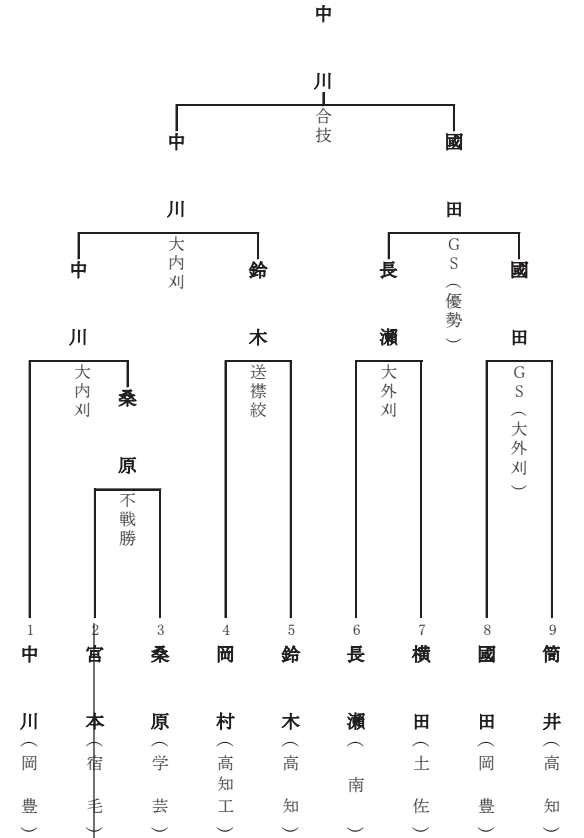 中川
合技
中川
國田
大内刈
GS（優勢）
中川
鈴木
長瀬
國田
大内刈
桑原
送襟絞
大外刈
GS（大外刈）
不戦勝
1 中川（岡豊）
2 宮本（宿毛）
3 桑原（学芸）
4 岡村（高知工）
5 鈴木（高知）
6 長瀬（南）
7 横田（土佐）
8 國田（岡豊）
9 筒井（高知）